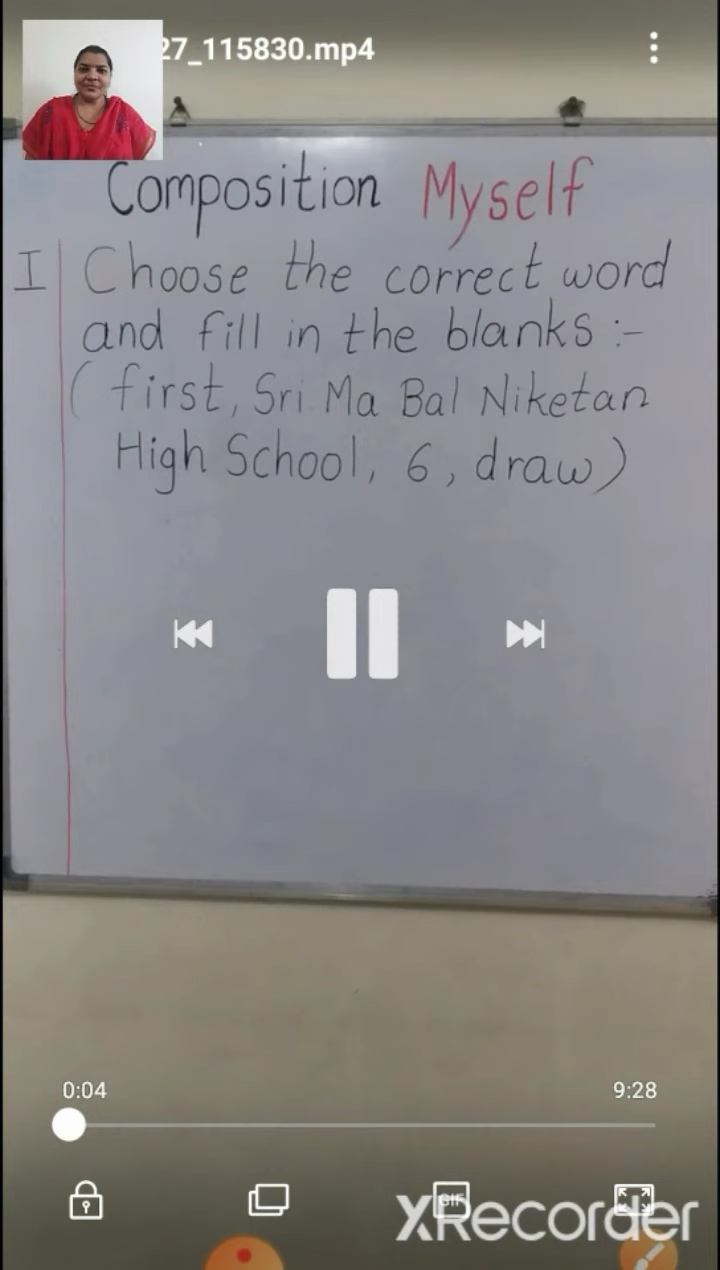 27_115830.mp4
Composition Myself
I Choose the correct word
and fill in the blanks :-
(first, Sri Ma Bal Niketan
High School, 6, draw)
0:04 9:28
GIF
XRecorder